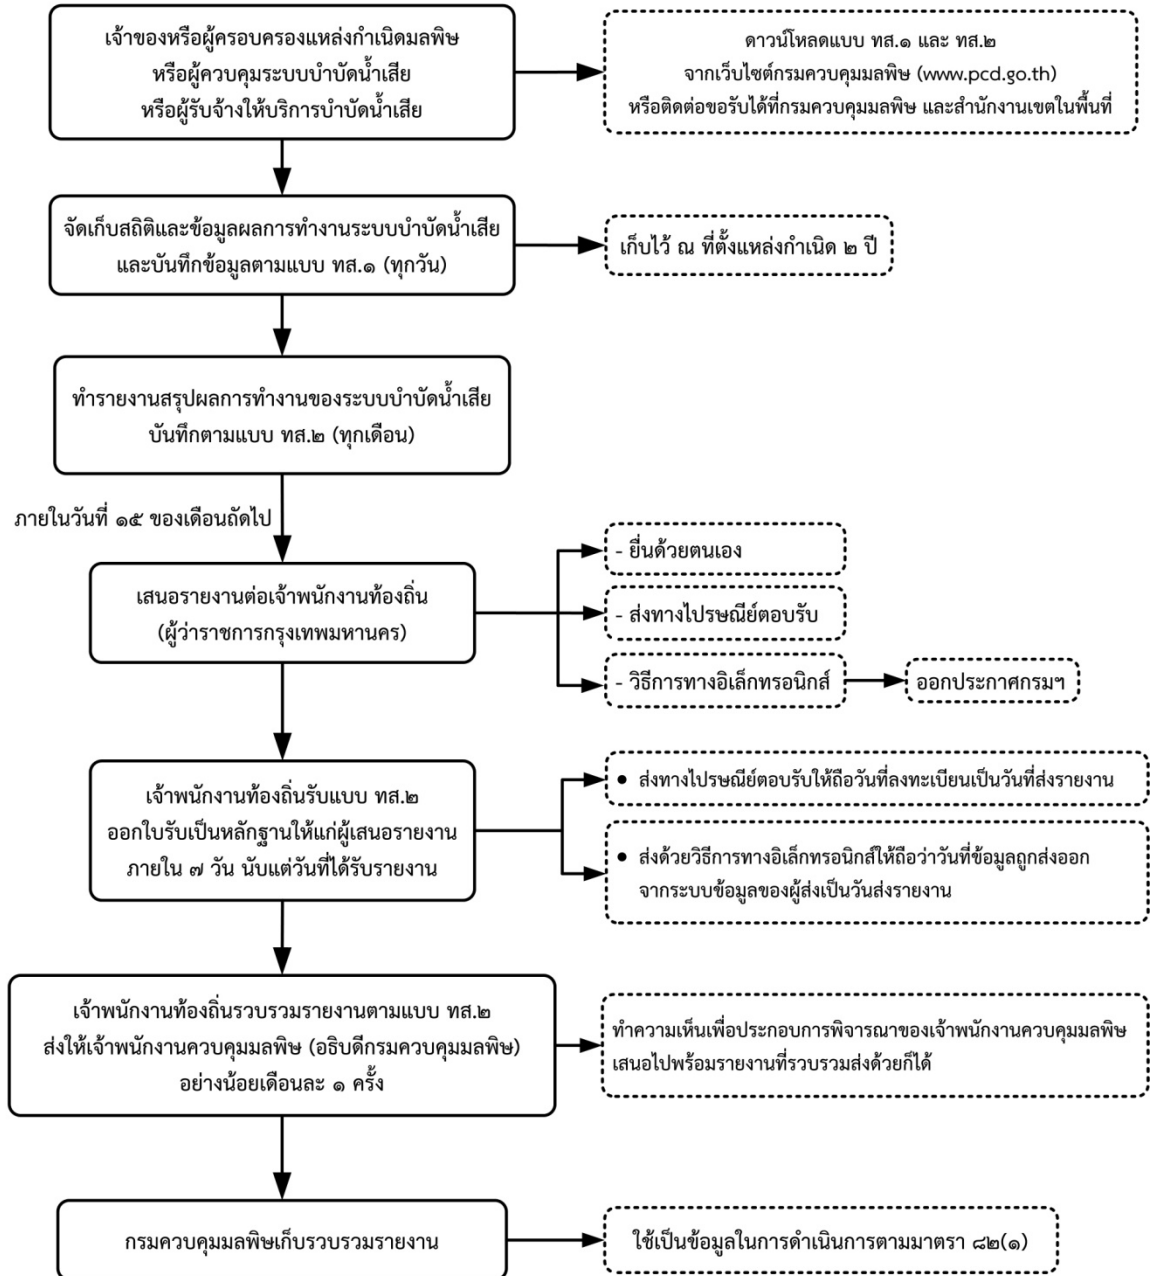 เจ้าของหรือผู้ครอบครองแหล่งกำเนิดมลพิษ
หรือผู้ควบคุมระบบบำบัดน้ำเสีย
หรือผู้รับจ้างให้บริการบำบัดน้ำเสีย
ดาวน์โหลดแบบ ทส.๑ และ ทส.๒
จากเว็บไซต์กรมควบคุมมลพิษ (www.pcd.go.th)
หรือติดต่อขอรับได้ที่กรมควบคุมมลพิษ และสำนักงานเขตในพื้นที่
จัดเก็บสถิติและข้อมูลผลการทำงานระบบบำบัดน้ำเสีย
และบันทึกข้อมูลตามแบบ ทส.๑ (ทุกวัน)
เก็บไว้ ณ ที่ตั้งแหล่งกำเนิด ๒ ปี
ทำรายงานสรุปผลการทำงานของระบบบำบัดน้ำเสีย
บันทึกตามแบบ ทส.๒ (ทุกเดือน)
ภายในวันที่ ๑๕ ของเดือนถัดไป
เสนอรายงานต่อเจ้าพนักงานท้องถิ่น
(ผู้ว่าราชการกรุงเทพมหานคร)
- ยื่นด้วยตนเอง
- ส่งทางไปรษณีย์ตอบรับ
- วิธีการทางอิเล็กทรอนิกส์
ออกประกาศกรมฯ
เจ้าพนักงานท้องถิ่นรับแบบ ทส.๒
ออกใบรับเป็นหลักฐานให้แก่ผู้เสนอรายงาน
ภายใน ๗ วัน นับแต่วันที่ได้รับรายงาน
• ส่งทางไปรษณีย์ตอบรับให้ถือวันที่ลงทะเบียนเป็นวันที่ส่งรายงาน
• ส่งด้วยวิธีการทางอิเล็กทรอนิกส์ให้ถือว่าวันที่ข้อมูลถูกส่งออก
จากระบบข้อมูลของผู้ส่งเป็นวันส่งรายงาน
เจ้าพนักงานท้องถิ่นรวบรวมรายงานตามแบบ ทส.๒
ส่งให้เจ้าพนักงานควบคุมมลพิษ (อธิบดีกรมควบคุมมลพิษ)
อย่างน้อยเดือนละ ๑ ครั้ง
ทำความเห็นเพื่อประกอบการพิจารณาของเจ้าพนักงานควบคุมมลพิษ
เสนอไปพร้อมรายงานที่รวบรวมส่งด้วยก็ได้
กรมควบคุมมลพิษเก็บรวบรวมรายงาน
ใช้เป็นข้อมูลในการดำเนินการตามมาตรา ๘๒(๑)